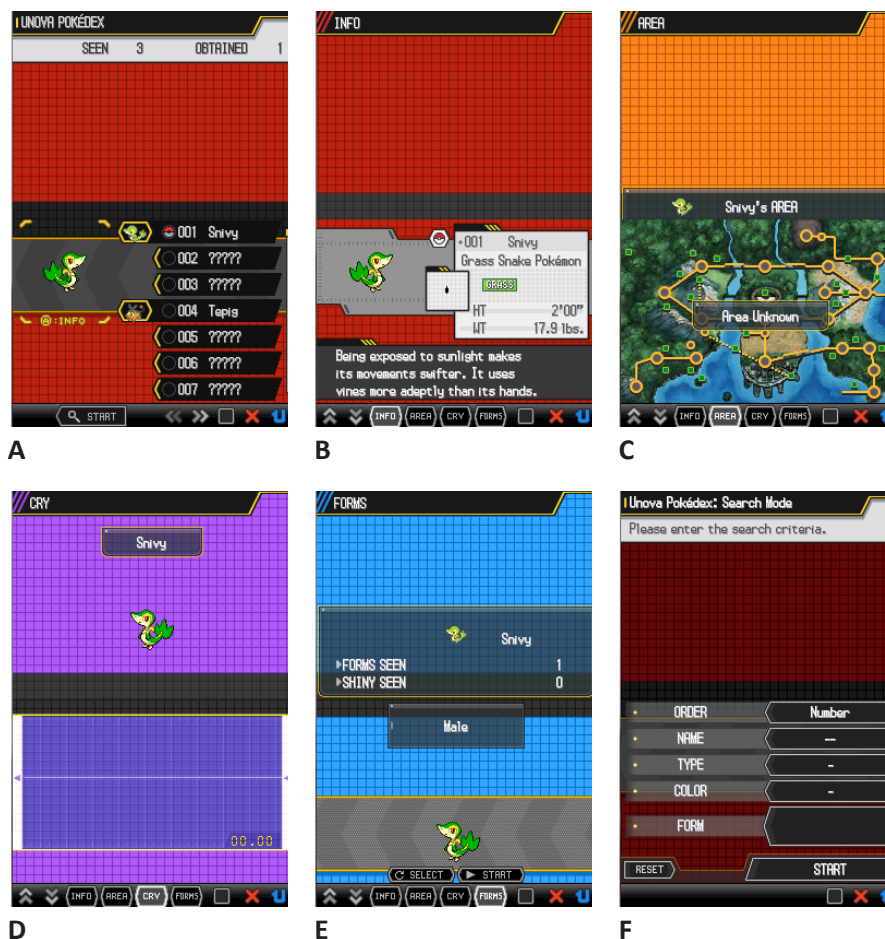 UNOVA POKÉDEX
SEEN 3 OBTAINED 1
001 Snivy
002 ?????
003 ?????
004 Tepig
005 ?????
006 ?????
007 ?????
Ⓐ:INFO
START
A
INFO
001 Snivy
Grass Snake Pokémon
GRASS
HT 2'00"
WT 17.9 lbs.
Being exposed to sunlight makes
its movements swifter. It uses
vines more adeptly than its hands.
INFO AREA CRY FORMS
B
AREA
Snivy's AREA
Area Unknown
INFO AREA CRY FORMS
C
CRY
Snivy
00.00
INFO AREA CRY FORMS
D
FORMS
Snivy
FORMS SEEN 1
SHINY SEEN 0
Male
SELECT START
INFO AREA CRY FORMS
E
Unova Pokédex: Search Mode
Please enter the search criteria.
ORDER Number
NAME --
TYPE -
COLOR -
FORM
RESET START
F